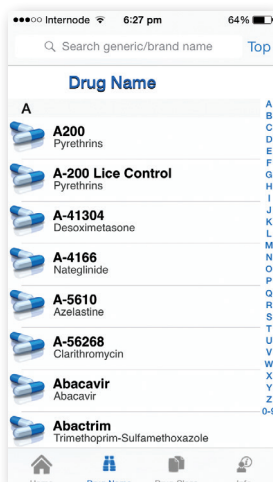 Internode 6:27 pm 64%
Search generic/brand name Top
Drug Name
A
A200
Pyrethrins
A-200 Lice Control
Pyrethrins
A-41304
Desoximetasone
A-4166
Nateglinide
A-5610
Azelastine
A-56268
Clarithromycin
Abacavir
Abacavir
Abactrim
Trimethoprim-Sulfamethoxazole
A
B
C
D
E
F
G
H
I
J
K
L
M
N
O
P
Q
R
S
T
U
V
W
X
Y
Z
0-9